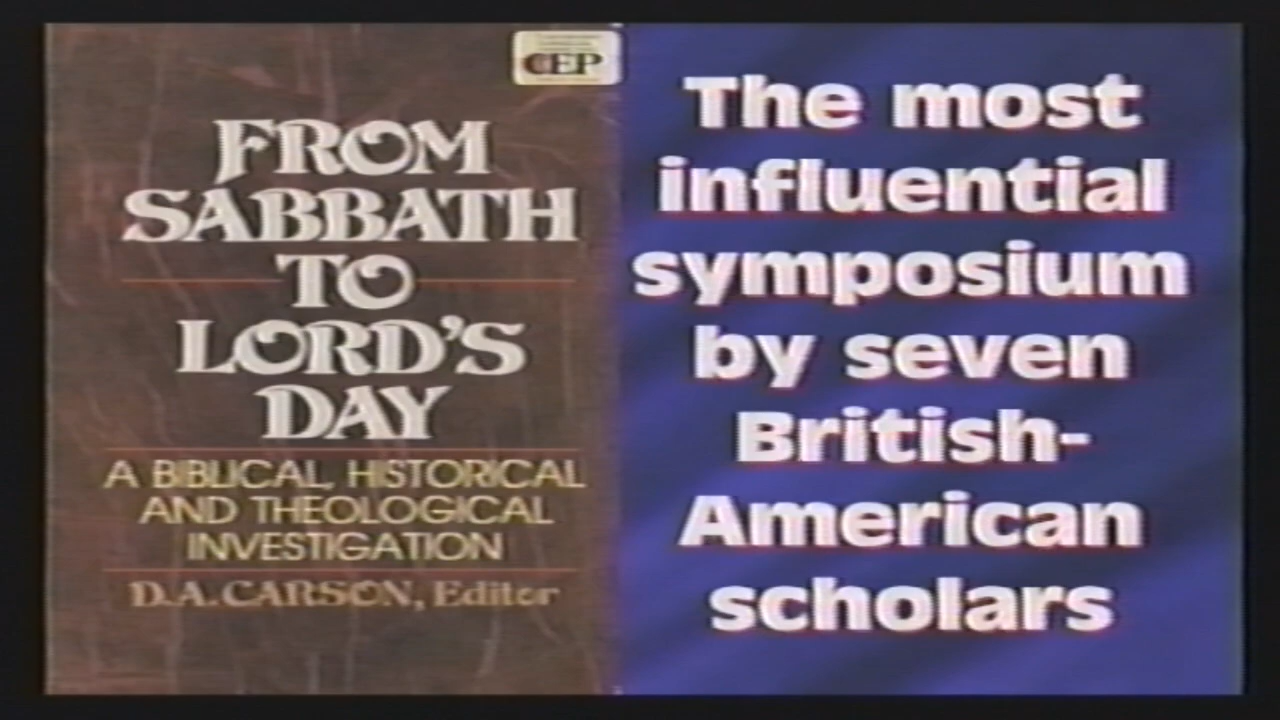 CEP
FROM
SABBATH
TO
LORD'S
DAY
A BIBLICAL, HISTORICAL
AND THEOLOGICAL
INVESTIGATION
D.A. CARSON, Editor
The most
influential
symposium
by seven
British-
American
scholars